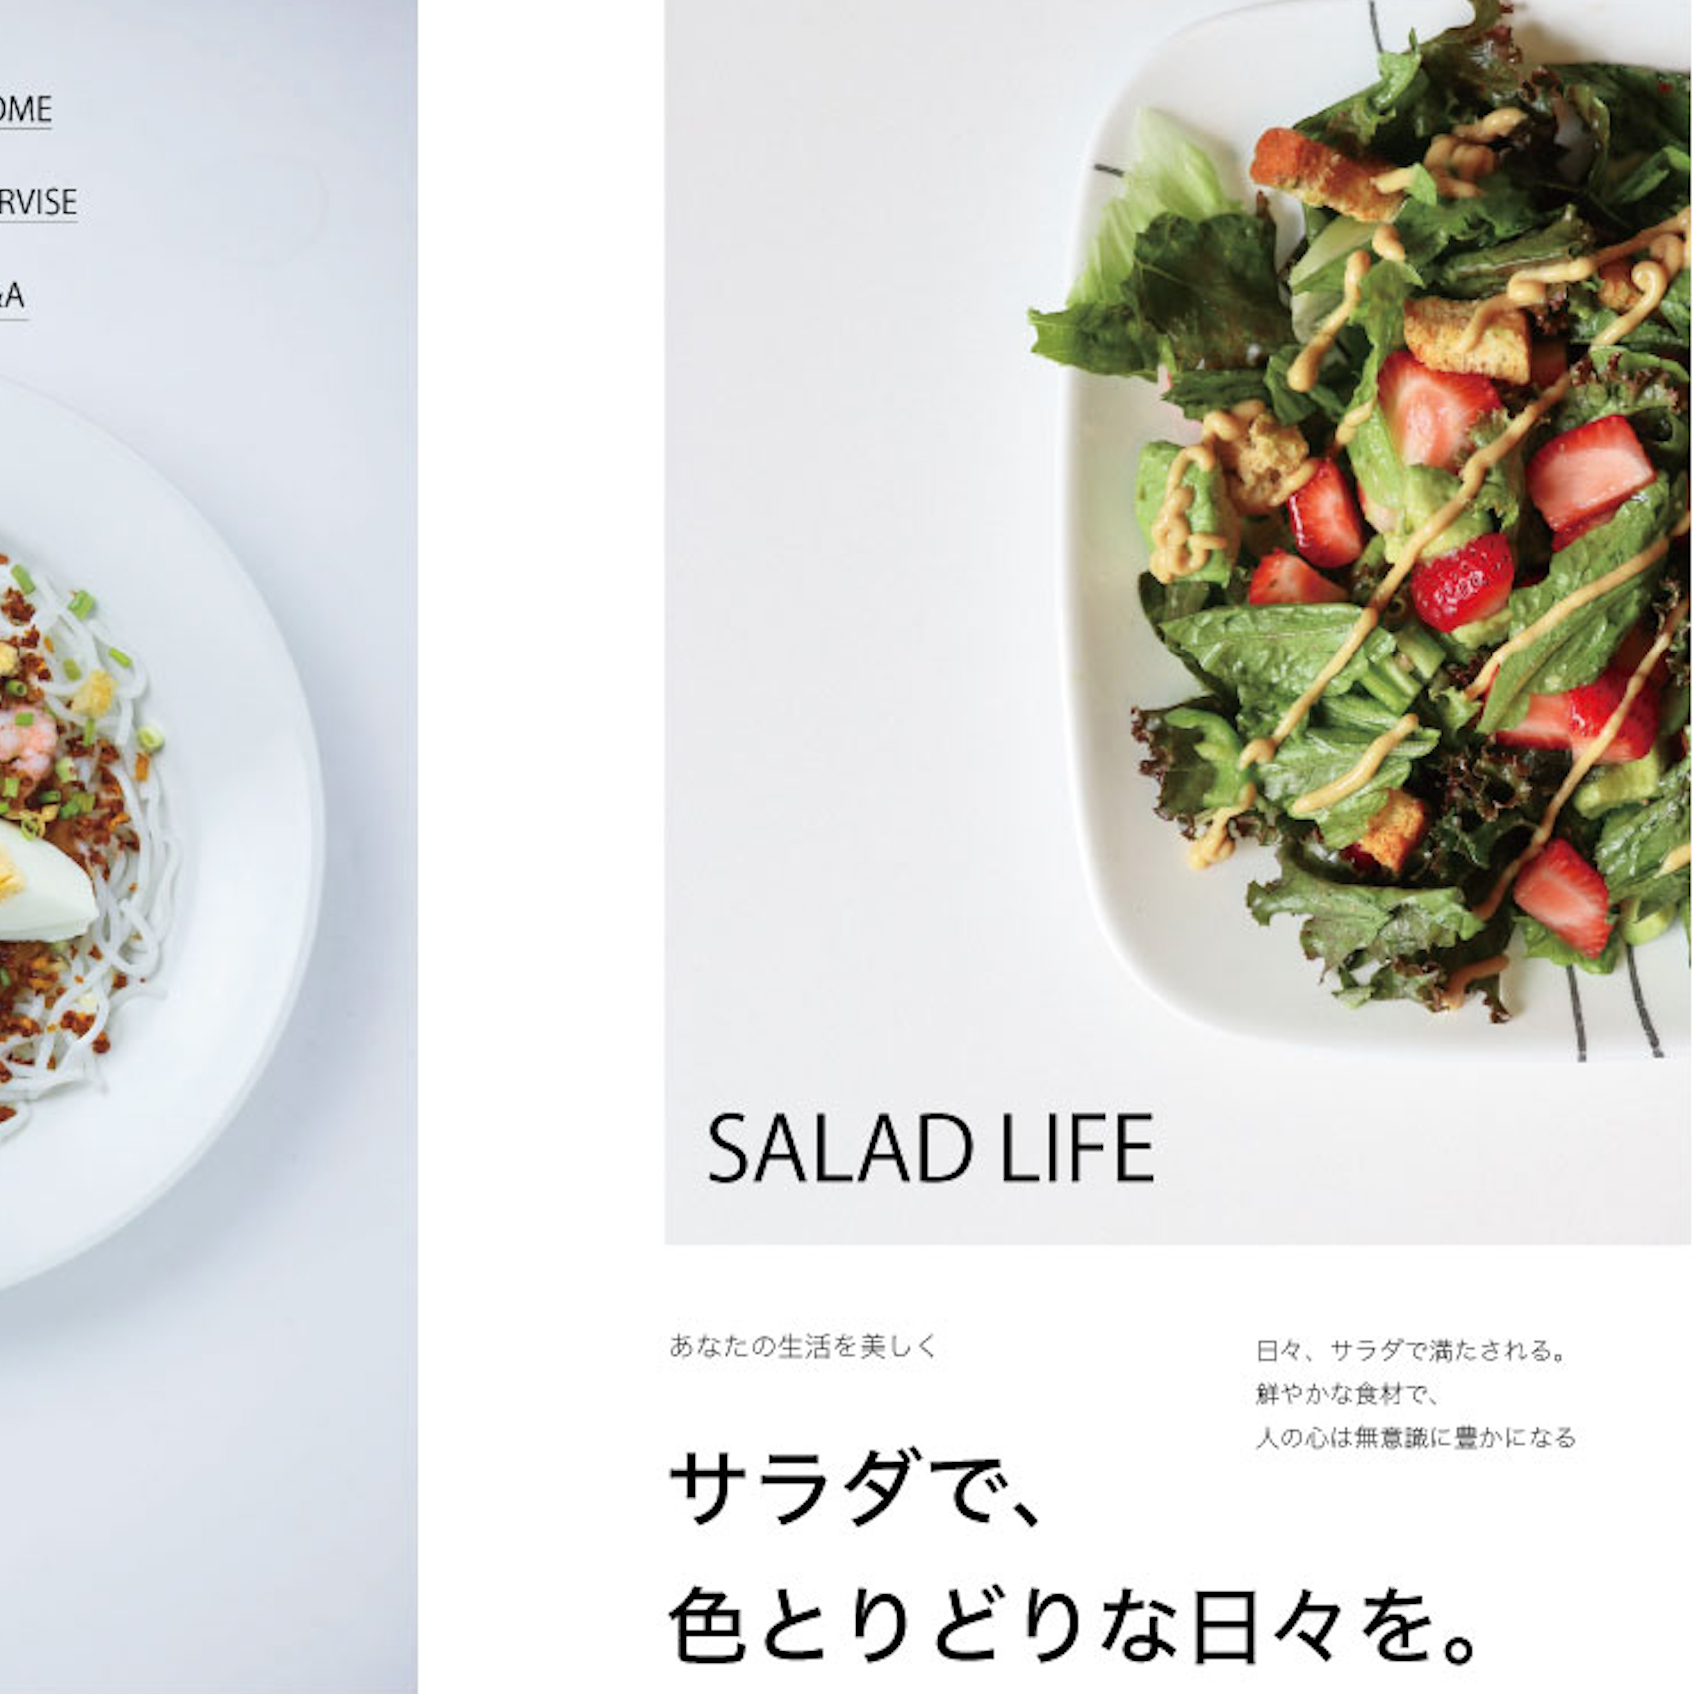 OME
RVISE
&A
SALAD LIFE
あなたの生活を美しく
日々、サラダで満たされる。
鮮やかな食材で、
人の心は無意識に豊かになる
サラダで、
色とりどりな日々を。